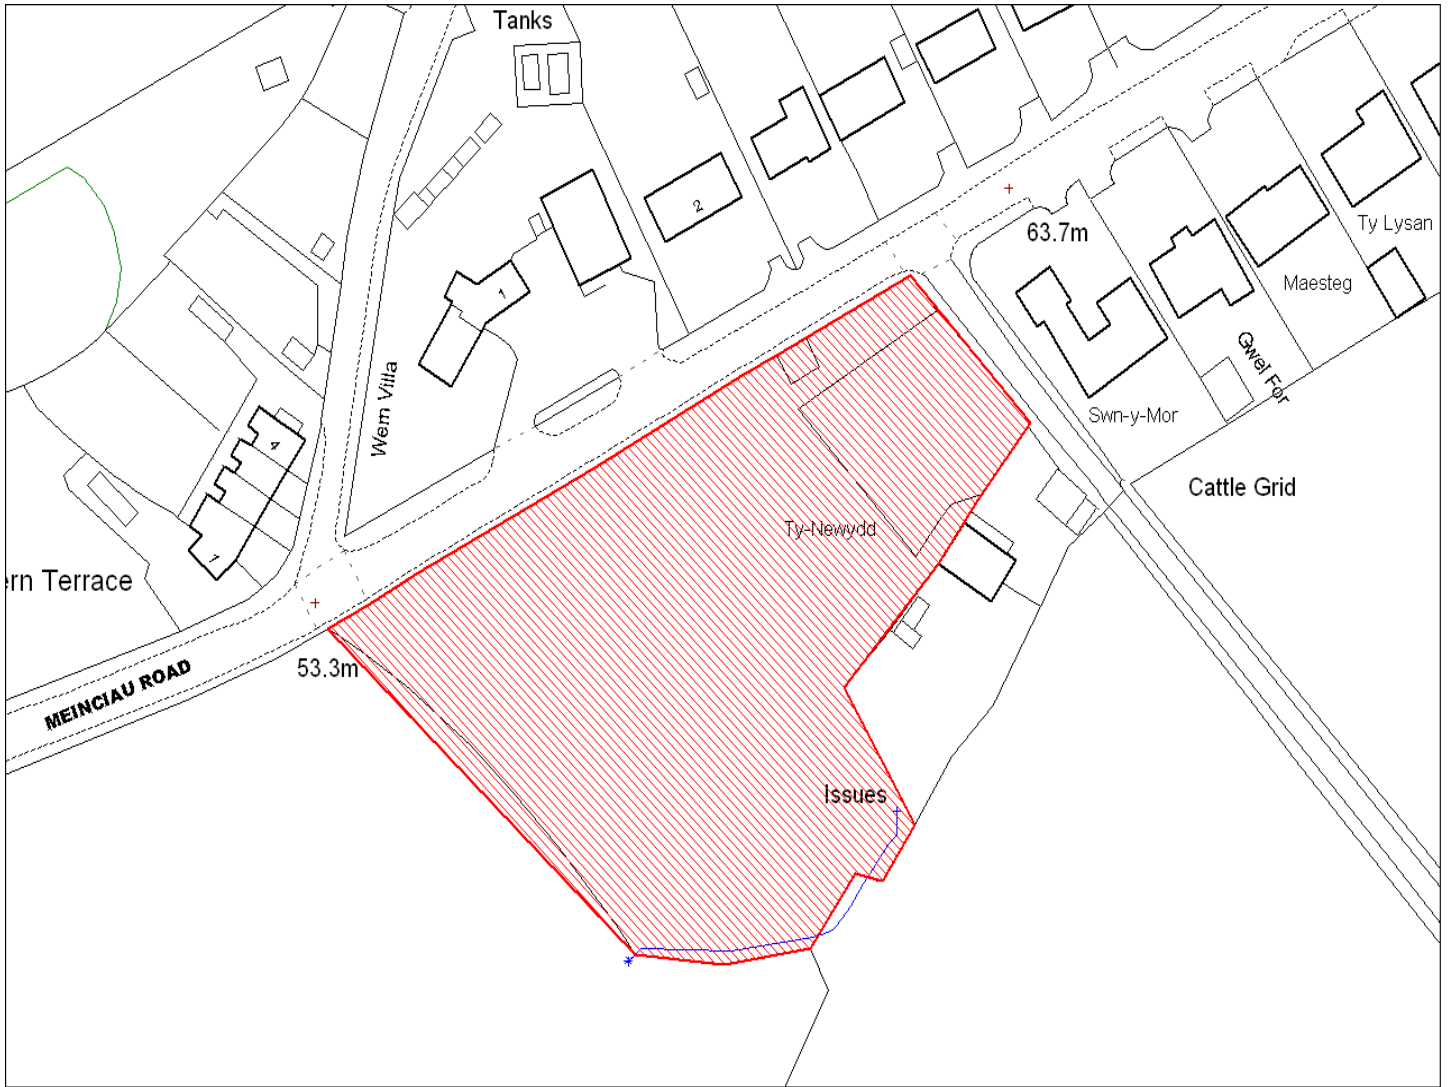 Tanks
2
63.7m
Ty Lysan
Maesteg
1
Gwel For
Wern Villa
Swn-y-Mor
4
Cattle Grid
Ty-Newydd
1
ern Terrace
53.3m
MEINCIAU ROAD
Issues